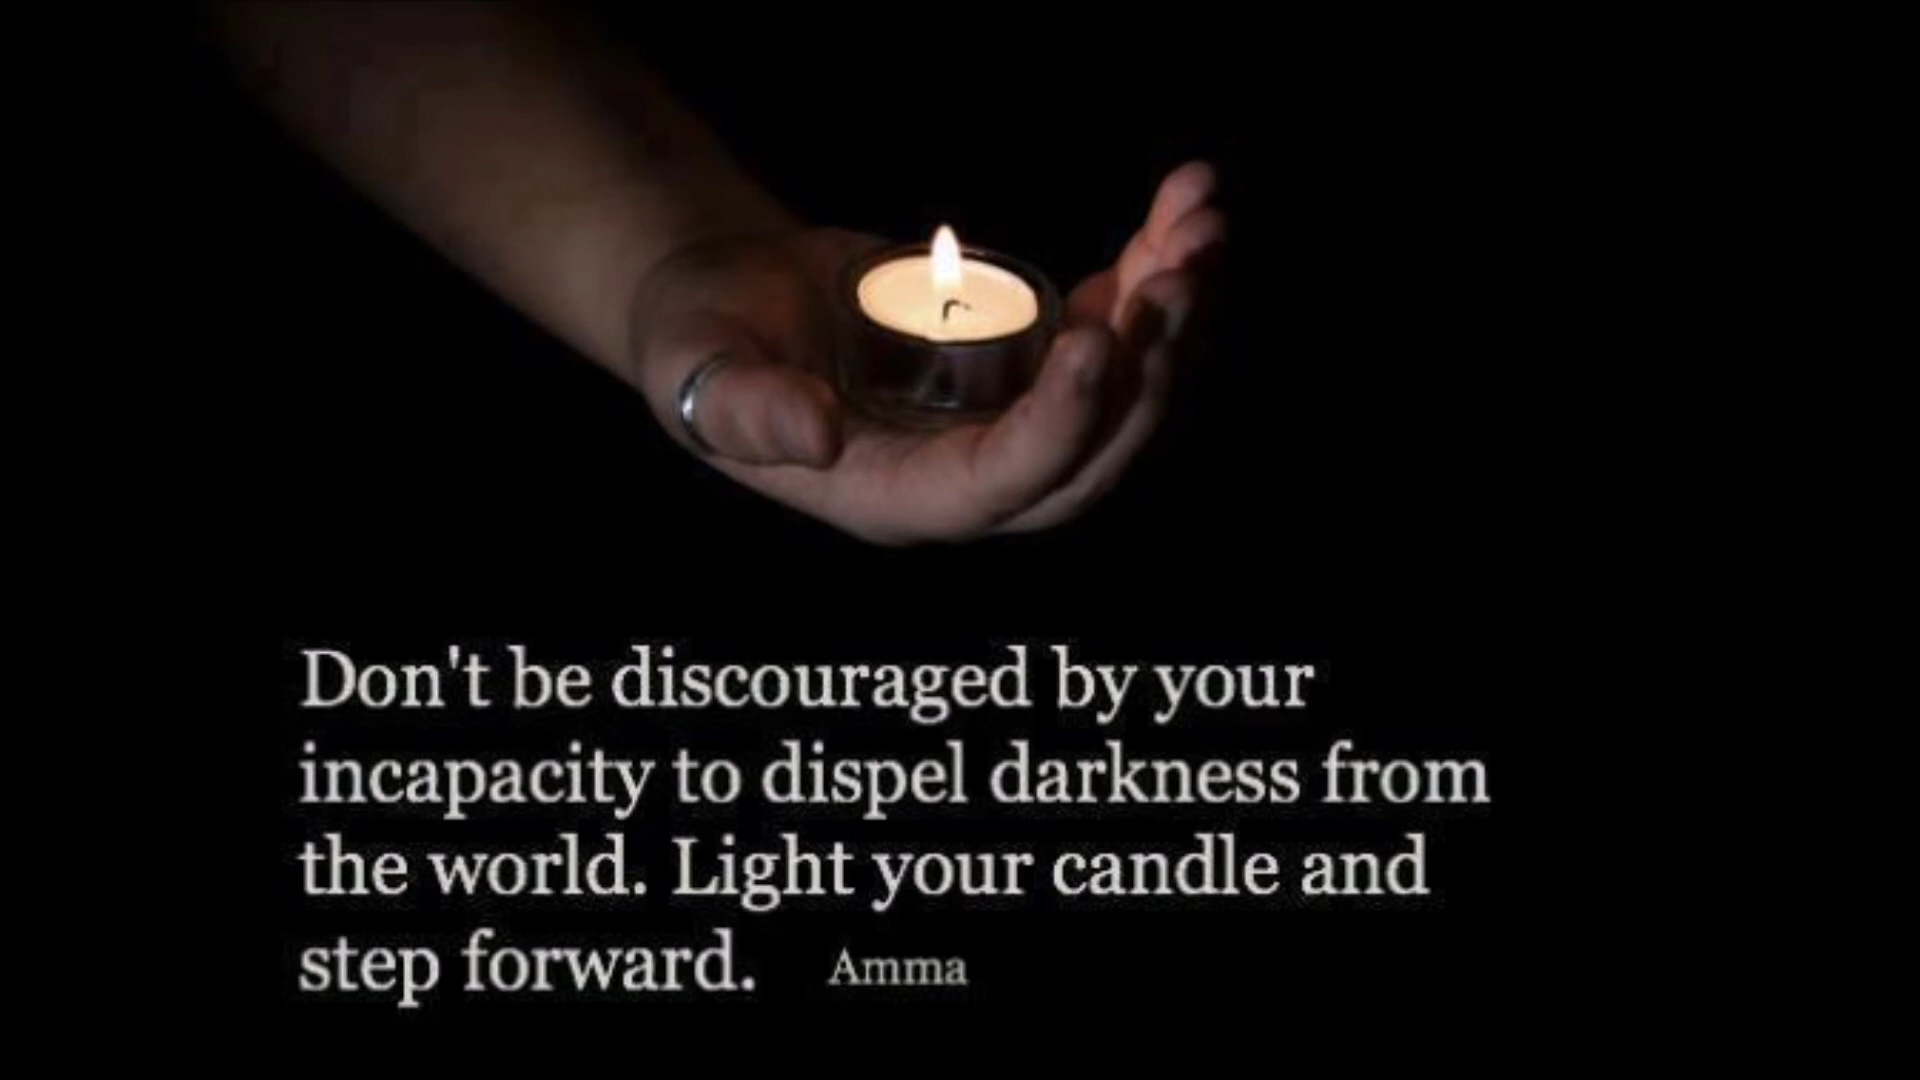 Don't be discouraged by your
incapacity to dispel darkness from
the world. Light your candle and
step forward. Amma